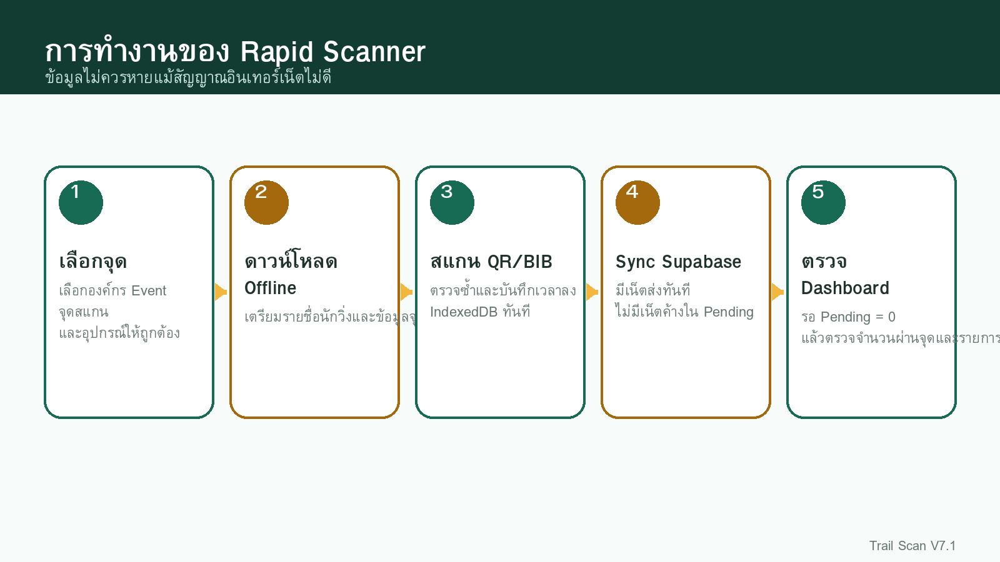 การทำงานของ Rapid Scanner
ข้อมูลไม่ควรหายแม้สัญญาณอินเทอร์เน็ตไม่ดี
1
เลือกจุด
เลือกองค์กร Event
จุดสแกน
และอุปกรณ์ให้ถูกต้อง
2
ดาวน์โหลด
Offline
เตรียมรายชื่อนักวิ่งและข้อมูลจุ
3
สแกน QR/BIB
ตรวจซ้ำและบันทึกเวลาลง
IndexedDB ทันที
4
Sync Supabase
มีเน็ตส่งทันที
ไม่มีเน็ตค้างใน Pending
5
ตรวจ
Dashboard
รอ Pending = 0
แล้วตรวจจำนวนผ่านจุดและรายการ
Trail Scan V7.1